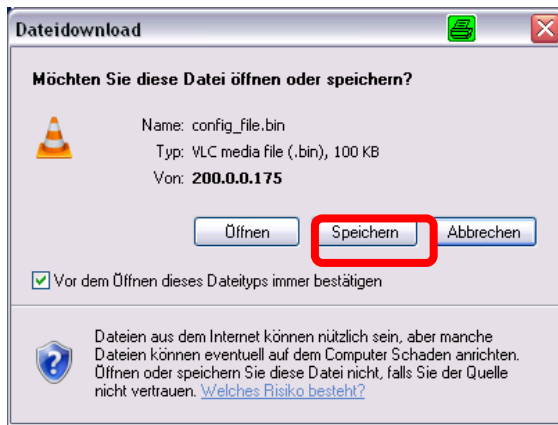 Dateidownload
Möchten Sie diese Datei öffnen oder speichern?
Name: config_file.bin
Typ: VLC media file (.bin), 100 KB
Von: 200.0.0.175
Öffnen Speichern Abbrechen
Vor dem Öffnen dieses Dateityps immer bestätigen
Dateien aus dem Internet können nützlich sein, aber manche
Dateien können eventuell auf dem Computer Schaden anrichten.
Öffnen oder speichern Sie diese Datei nicht, falls Sie der Quelle
nicht vertrauen. Welches Risiko besteht?